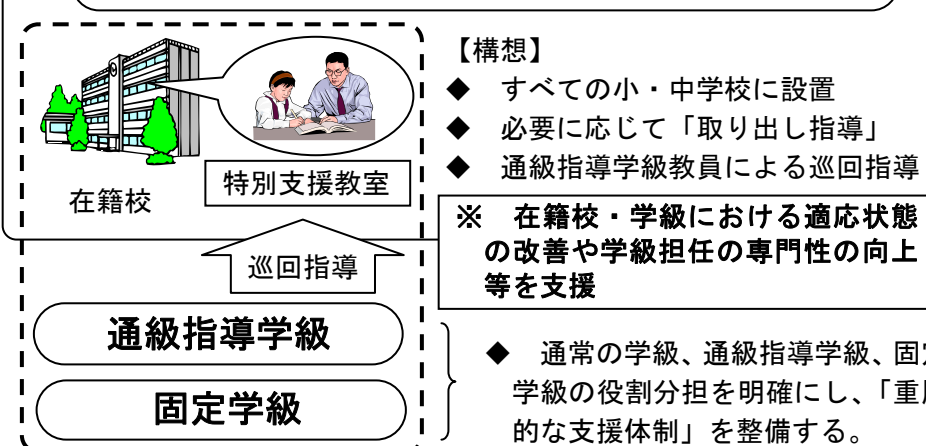 【構想】
◆ すべての小・中学校に設置
◆ 必要に応じて「取り出し指導」
◆ 通級指導学級教員による巡回指導
在籍校
特別支援教室
※ 在籍校・学級における適応状態
の改善や学級担任の専門性の向上
等を支援
巡回指導
通級指導学級
固定学級
◆ 通常の学級、通級指導学級、固
学級の役割分担を明確にし、「重
的な支援体制」を整備する。